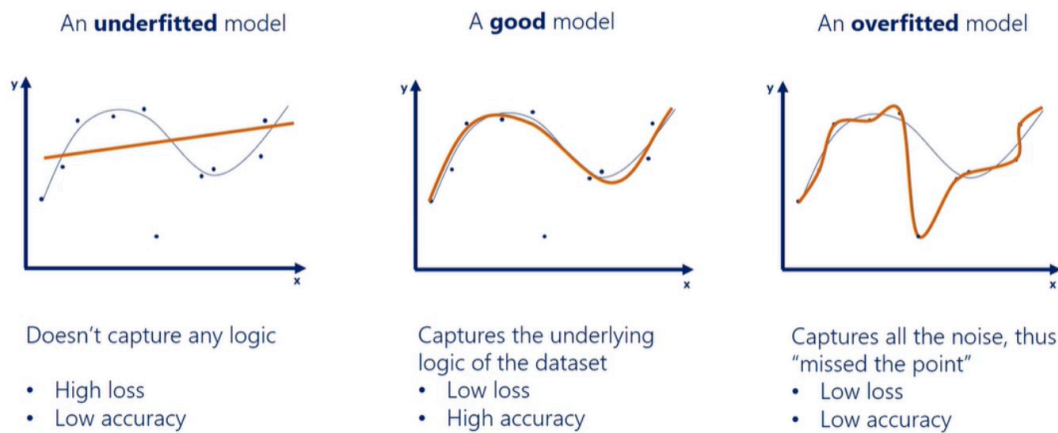 An underfitted model
y
x
Doesn't capture any logic
• High loss
• Low accuracy
A good model
y
x
Captures the underlying
logic of the dataset
• Low loss
• High accuracy
An overfitted model
y
x
Captures all the noise, thus
“missed the point”
• Low loss
• Low accuracy